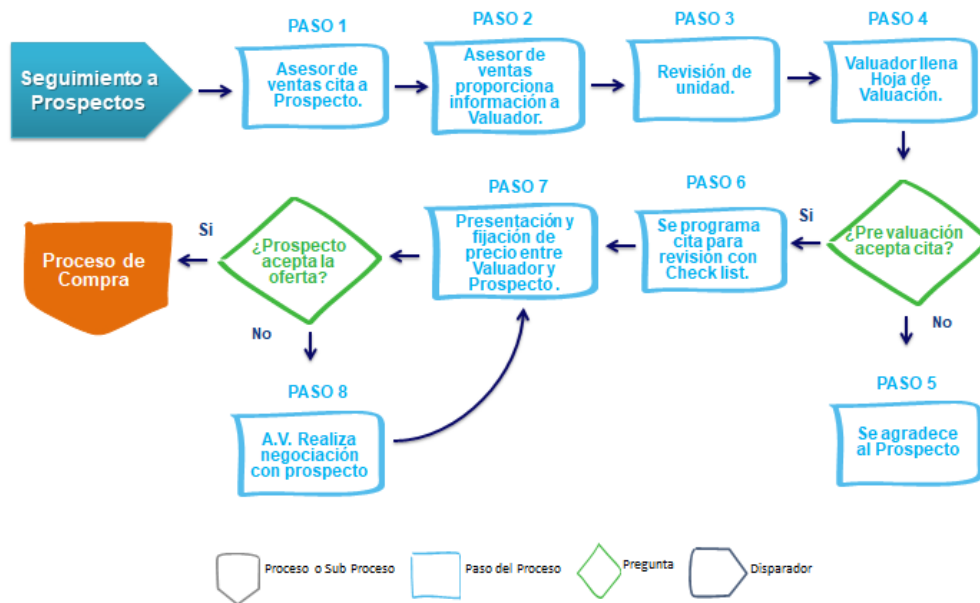 Seguimiento a
Prospectos
PASO 1
Asesor de
ventas cita a
Prospecto.
PASO 2
Asesor de
ventas
proporciona
información a
Valuador.
PASO 3
Revisión de
unidad.
PASO 4
Valuador llena
Hoja de
Valuación.
¿Pre valuación
acepta cita?
Si
No
PASO 5
Se agradece
al Prospecto
PASO 6
Se programa
cita para
revisión con
Check list.
PASO 7
Presentación y
fijación de
precio entre
Valuador y
Prospecto .
¿Prospecto
acepta la
oferta?
Si
No
Proceso de
Compra
PASO 8
A.V. Realiza
negociación
con prospecto
Proceso o Sub Proceso
Paso del Proceso
Pregunta
Disparador